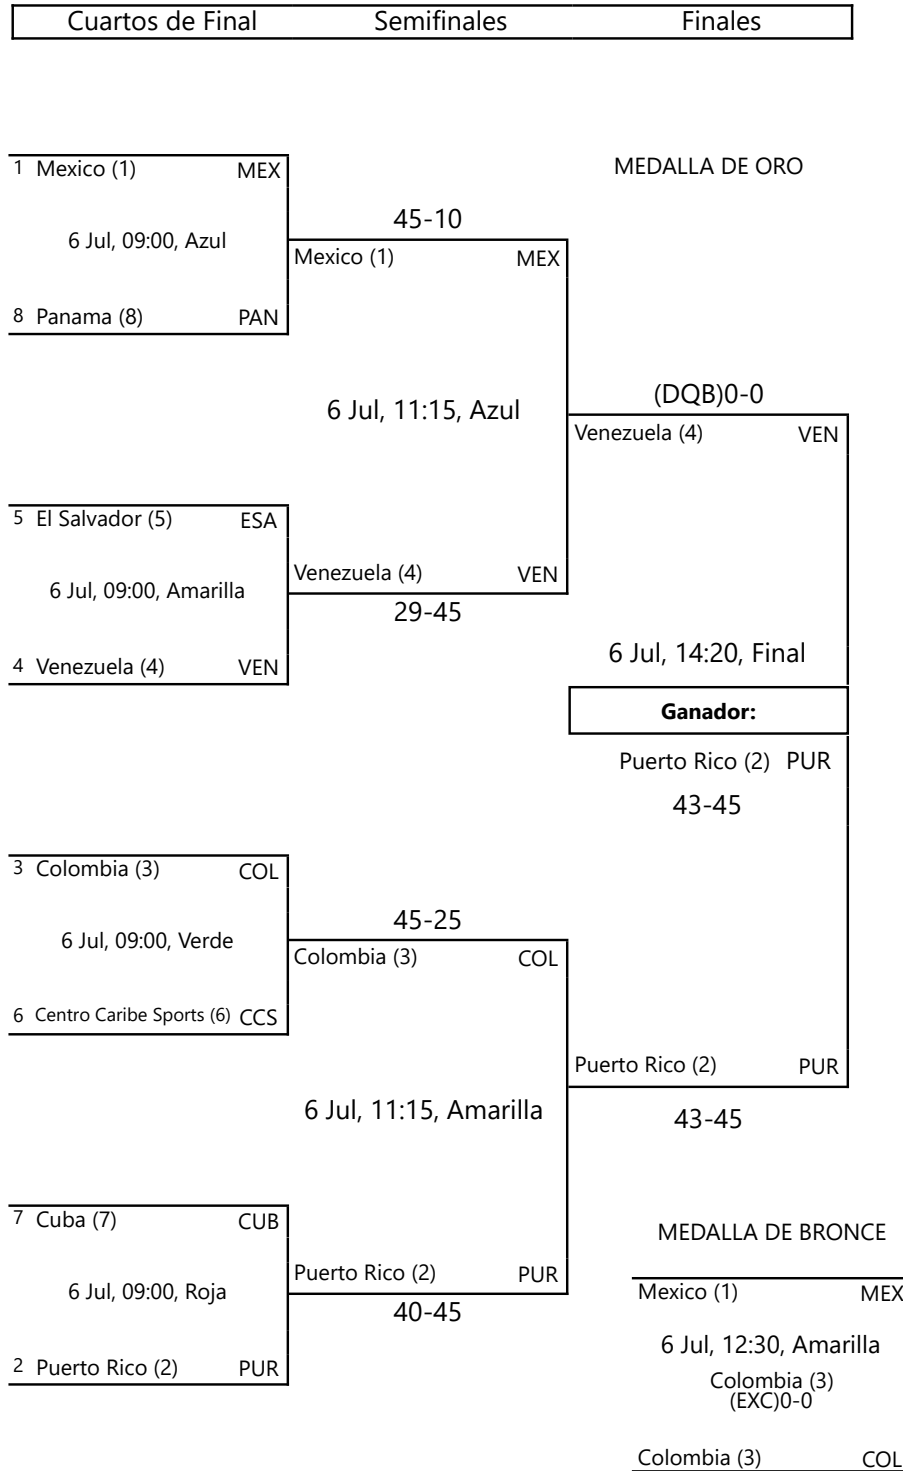 Cuartos de Final Semifinales Finales
1 Mexico (1) MEX
MEDALLA DE ORO
45-10
6 Jul, 09:00, Azul
Mexico (1) MEX
8 Panama (8) PAN
(DQB)0-0
6 Jul, 11:15, Azul
Venezuela (4) VEN
5 El Salvador (5) ESA
Venezuela (4) VEN
6 Jul, 09:00, Amarilla
29-45
6 Jul, 14:20, Final
4 Venezuela (4) VEN
Ganador:
Puerto Rico (2) PUR
43-45
3 Colombia (3) COL
45-25
6 Jul, 09:00, Verde
Colombia (3) COL
6 Centro Caribe Sports (6) CCS
Puerto Rico (2) PUR
6 Jul, 11:15, Amarilla
43-45
7 Cuba (7) CUB
MEDALLA DE BRONCE
Puerto Rico (2) PUR
6 Jul, 09:00, Roja
Mexico (1) MEX
40-45
6 Jul, 12:30, Amarilla
2 Puerto Rico (2) PUR
Colombia (3)
(EXC)0-0
Colombia (3) COL